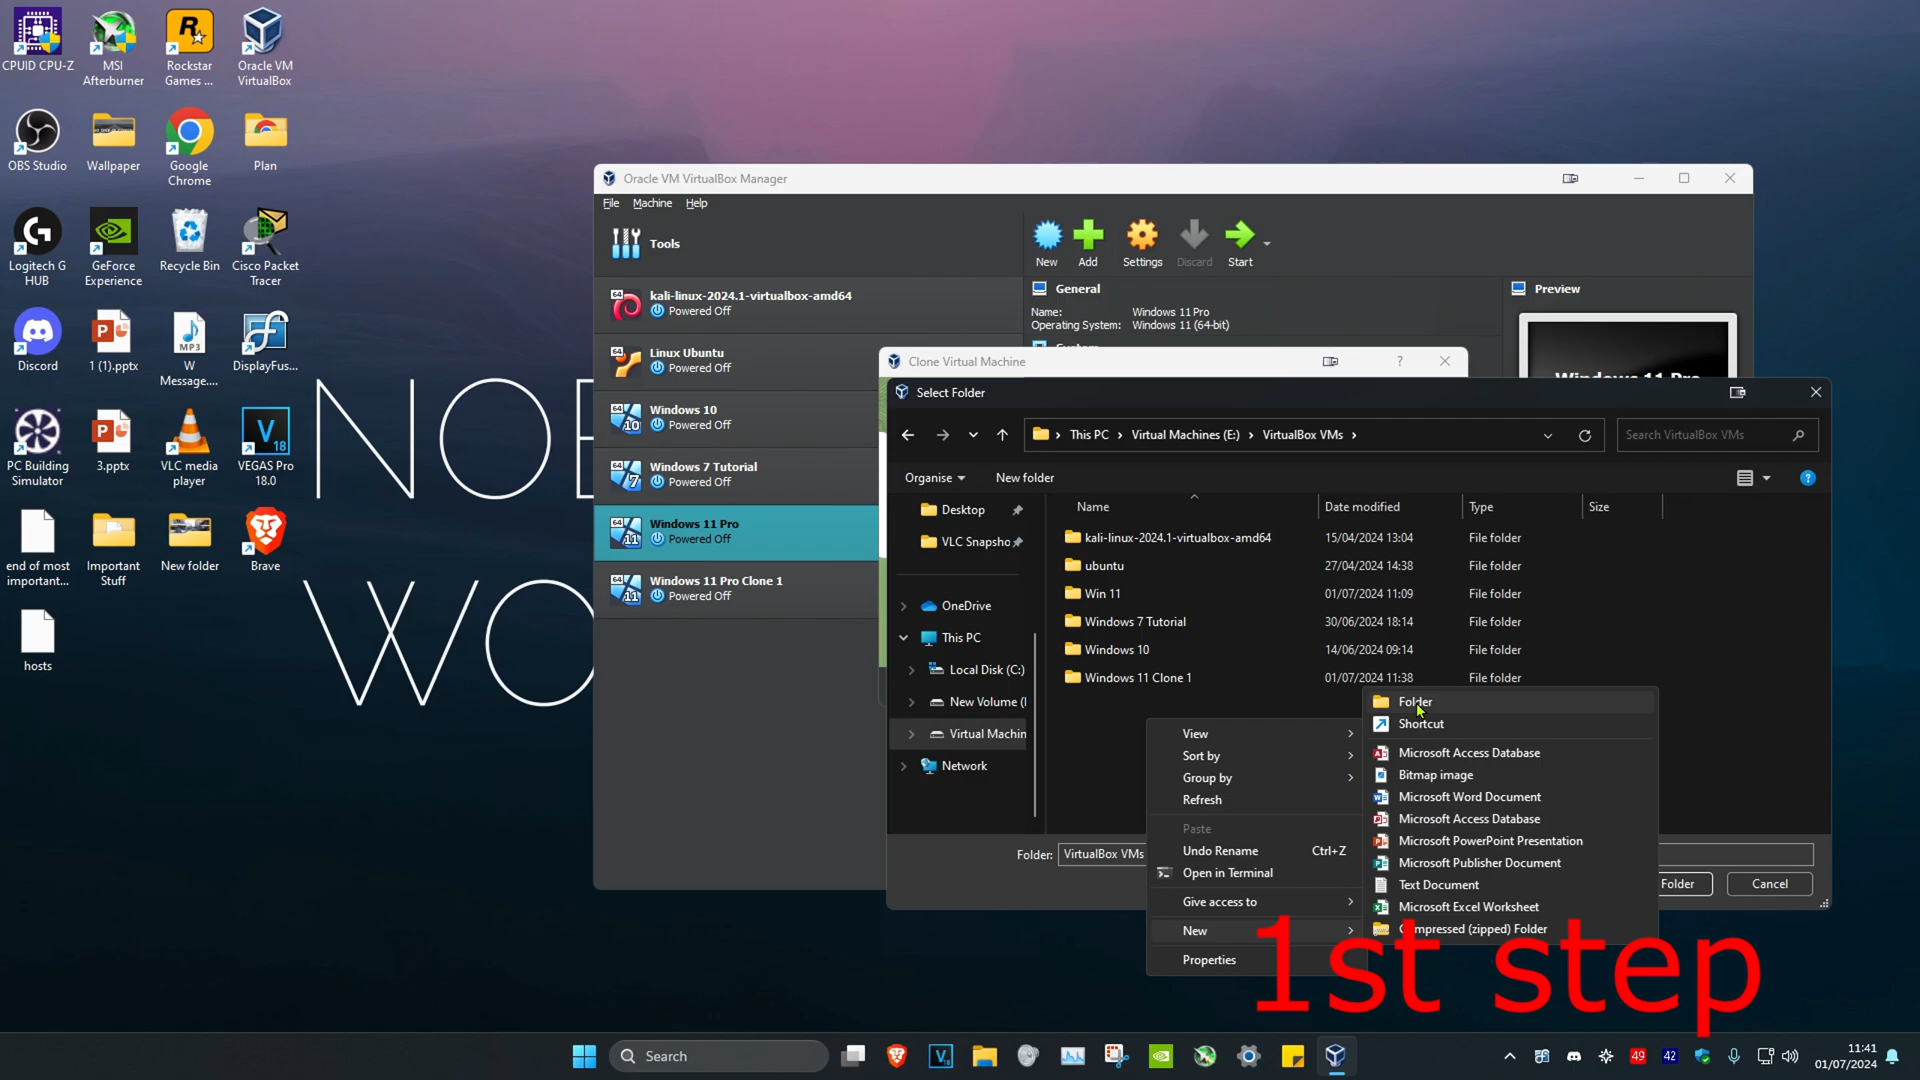 CPUID CPU-Z
MSI
Afterburner
Rockstar
Games ...
Oracle VM
VirtualBox
OBS Studio
Wallpaper
Google
Chrome
Plan
Logitech G
HUB
GeForce
Experience
Recycle Bin
Cisco Packet
Tracer
Discord
1 (1).pptx
W
Message....
DisplayFus...
PC Building
Simulator
3.pptx
VLC media
player
VEGAS Pro
18.0
end of most
important...
Important
Stuff
New folder
Brave
hosts
Oracle VM VirtualBox Manager
File Machine Help
Tools
New
Add
Settings
Discard
Start
kali-linux-2024.1-virtualbox-amd64
Powered Off
Linux Ubuntu
Powered Off
Windows 10
Powered Off
Windows 7 Tutorial
Powered Off
Windows 11 Pro
Powered Off
Windows 11 Pro Clone 1
Powered Off
General
Name: Windows 11 Pro
Operating System: Windows 11 (64-bit)
Preview
Clone Virtual Machine
Select Folder
This PC > Virtual Machines (E:) > VirtualBox VMs >
Search VirtualBox VMs
Organise
New folder
Desktop
VLC Snapsho
OneDrive
This PC
Local Disk (C:)
New Volume (
Virtual Machin
Network
Name Date modified Type Size
kali-linux-2024.1-virtualbox-amd64 15/04/2024 13:04 File folder
ubuntu 27/04/2024 14:38 File folder
Win 11 01/07/2024 11:09 File folder
Windows 7 Tutorial 30/06/2024 18:14 File folder
Windows 10 14/06/2024 09:14 File folder
Windows 11 Clone 1 01/07/2024 11:38 File folder
Folder: VirtualBox VMs
Folder
Cancel
View
Sort by
Group by
Refresh
Paste
Undo Rename Ctrl+Z
Open in Terminal
Give access to
New
Properties
Folder
Shortcut
Microsoft Access Database
Bitmap image
Microsoft Word Document
Microsoft Access Database
Microsoft PowerPoint Presentation
Microsoft Publisher Document
Text Document
Microsoft Excel Worksheet
Compressed (zipped) Folder
1st step
Search
49
42
11:41
01/07/2024